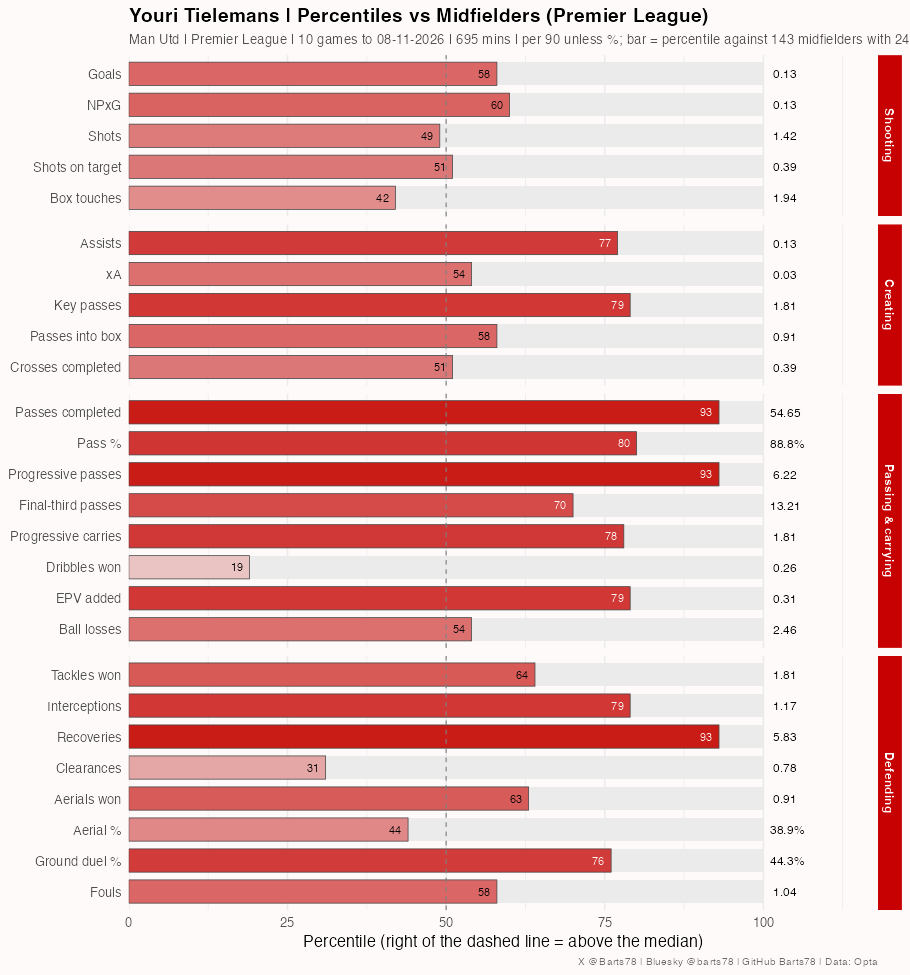 Youri Tielemans | Percentiles vs Midfielders (Premier League)
Man Utd | Premier League | 10 games to 08-11-2026 | 695 mins | per 90 unless %; bar = percentile against 143 midfielders with 24
Goals 58 0.13
NPxG 60 0.13
Shots 49 1.42
Shots on target 51 0.39
Box touches 42 1.94
Shooting
Assists 77 0.13
xA 54 0.03
Key passes 79 1.81
Passes into box 58 0.91
Crosses completed 51 0.39
Creating
Passes completed 93 54.65
Pass % 80 88.8%
Progressive passes 93 6.22
Final-third passes 70 13.21
Progressive carries 78 1.81
Dribbles won 19 0.26
EPV added 79 0.31
Ball losses 54 2.46
Passing & carrying
Tackles won 64 1.81
Interceptions 79 1.17
Recoveries 93 5.83
Clearances 31 0.78
Aerials won 63 0.91
Aerial % 44 38.9%
Ground duel % 76 44.3%
Fouls 58 1.04
Defending
0 25 50 75 100
Percentile (right of the dashed line = above the median)
X @Barts78 | Bluesky @barts78 | GitHub Barts78 | Data: Opta